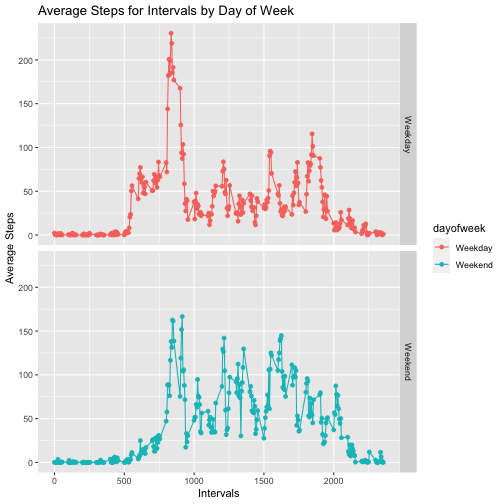 Average Steps for Intervals by Day of Week
200
150
100
50
0
Weekday
200
150
100
50
0
Weekend
0
500
1000
1500
2000
Intervals
Average Steps
dayofweek
Weekday
Weekend